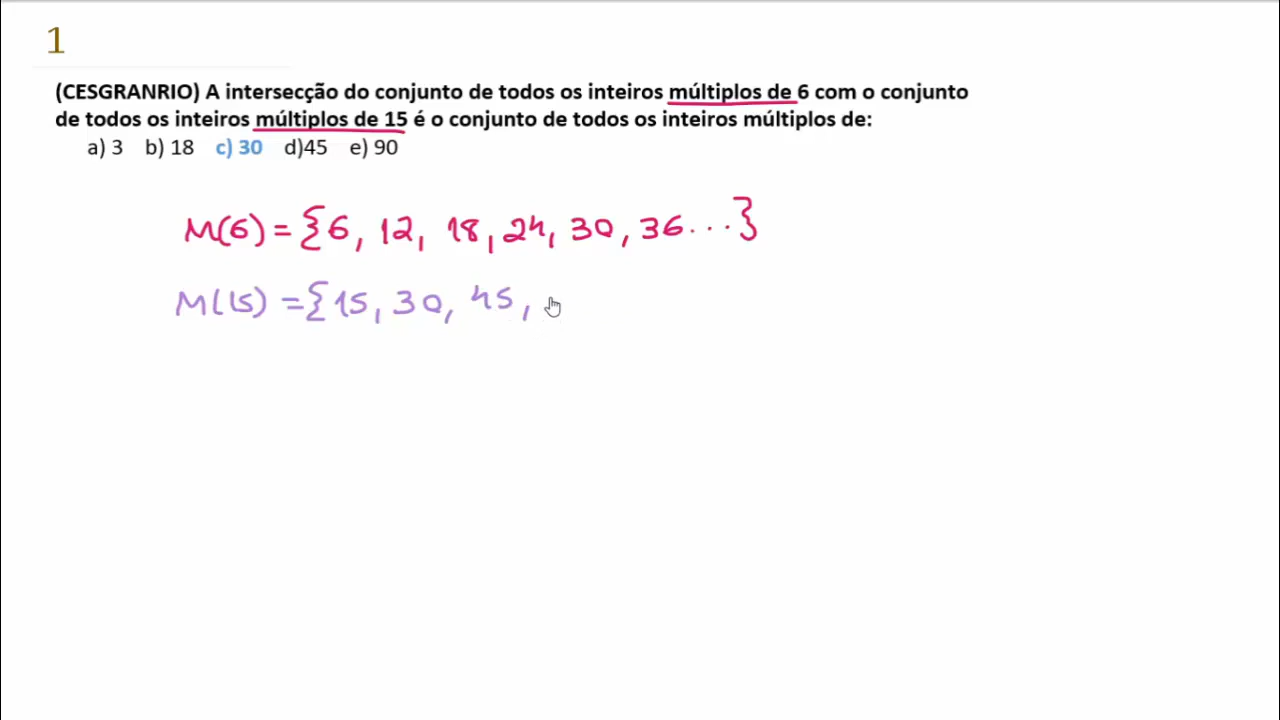 1
(CESGRANRIO) A intersecção do conjunto de todos os inteiros múltiplos de 6 com o conjunto
de todos os inteiros múltiplos de 15 é o conjunto de todos os inteiros múltiplos de:
a) 3 b) 18 c) 30 d)45 e) 90
M(6) = {6, 12, 18, 24, 30, 36...}
M(15) = {15, 30, 45,